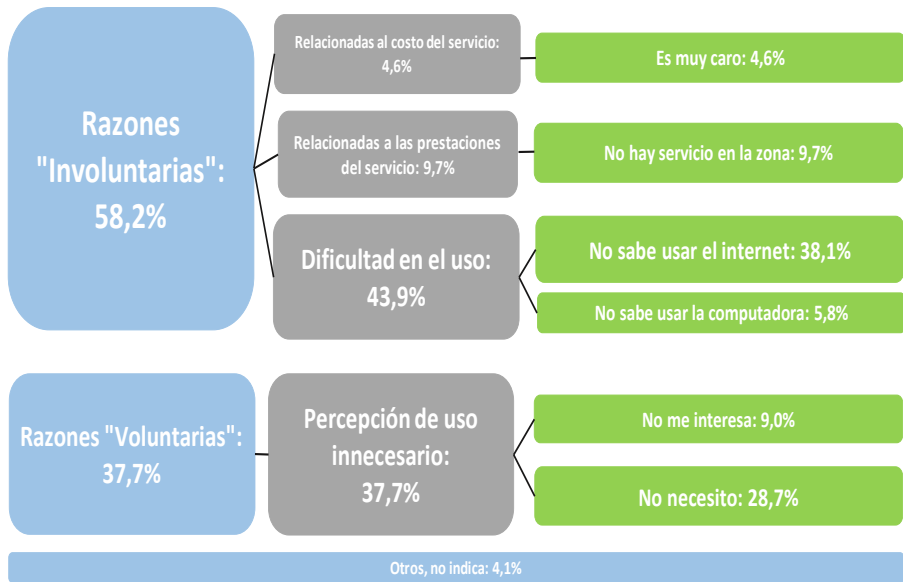 Razones
"Involuntarias":
58,2%
Relacionadas al costo del servicio:
4,6%
Es muy caro: 4,6%
Relacionadas a las prestaciones
del servicio: 9,7%
No hay servicio en la zona: 9,7%
Dificultad en el uso:
43,9%
No sabe usar el internet: 38,1%
No sabe usar la computadora: 5,8%
Razones "Voluntarias":
37,7%
Percepción de uso
innecesario:
37,7%
No me interesa: 9,0%
No necesito: 28,7%
Otros, no indica: 4,1%